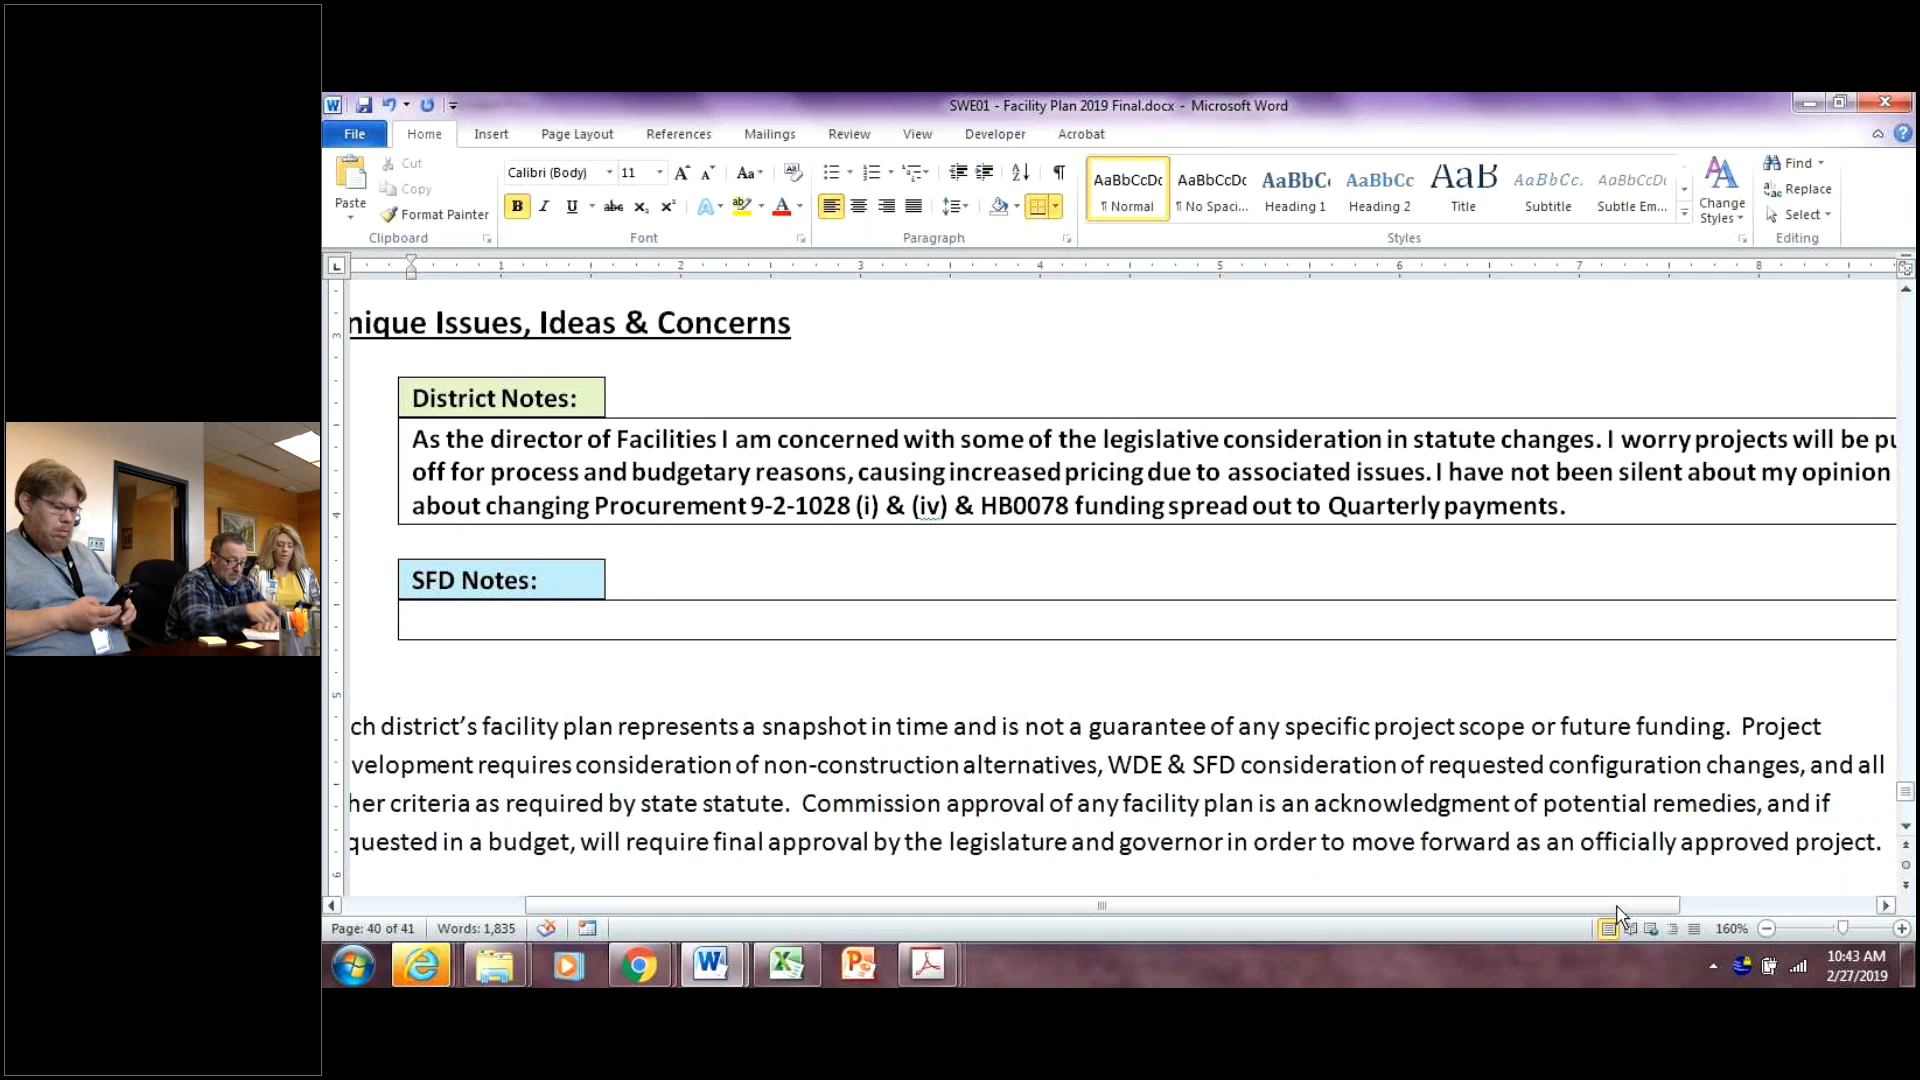 SWE01 - Facility Plan 2019 Final.docx - Microsoft Word
File Home Insert Page Layout References Mailings Review View Developer Acrobat
Paste
Cut
Copy
Format Painter
Clipboard
Calibri (Body) 11
Font
Paragraph
AaBbCcDc AaBbCcDc AaBbC AaBbCc AaB AaBbCc. AaBbCcDc
¶ Normal ¶ No Spaci... Heading 1 Heading 2 Title Subtitle Subtle Em...
Change
Styles
Styles
Find
Replace
Select
Editing
1 2 3 4 5 6 7 8
nique Issues, Ideas & Concerns
District Notes:
As the director of Facilities I am concerned with some of the legislative consideration in statute changes. I worry projects will be pu
off for process and budgetary reasons, causing increased pricing due to associated issues. I have not been silent about my opinion
about changing Procurement 9-2-1028 (i) & (iv) & HB0078 funding spread out to Quarterly payments.
SFD Notes:
ch district's facility plan represents a snapshot in time and is not a guarantee of any specific project scope or future funding. Project
velopment requires consideration of non-construction alternatives, WDE & SFD consideration of requested configuration changes, and all
her criteria as required by state statute. Commission approval of any facility plan is an acknowledgment of potential remedies, and if
quested in a budget, will require final approval by the legislature and governor in order to move forward as an officially approved project.
Page: 40 of 41 Words: 1,835 160%
10:43 AM
2/27/2019